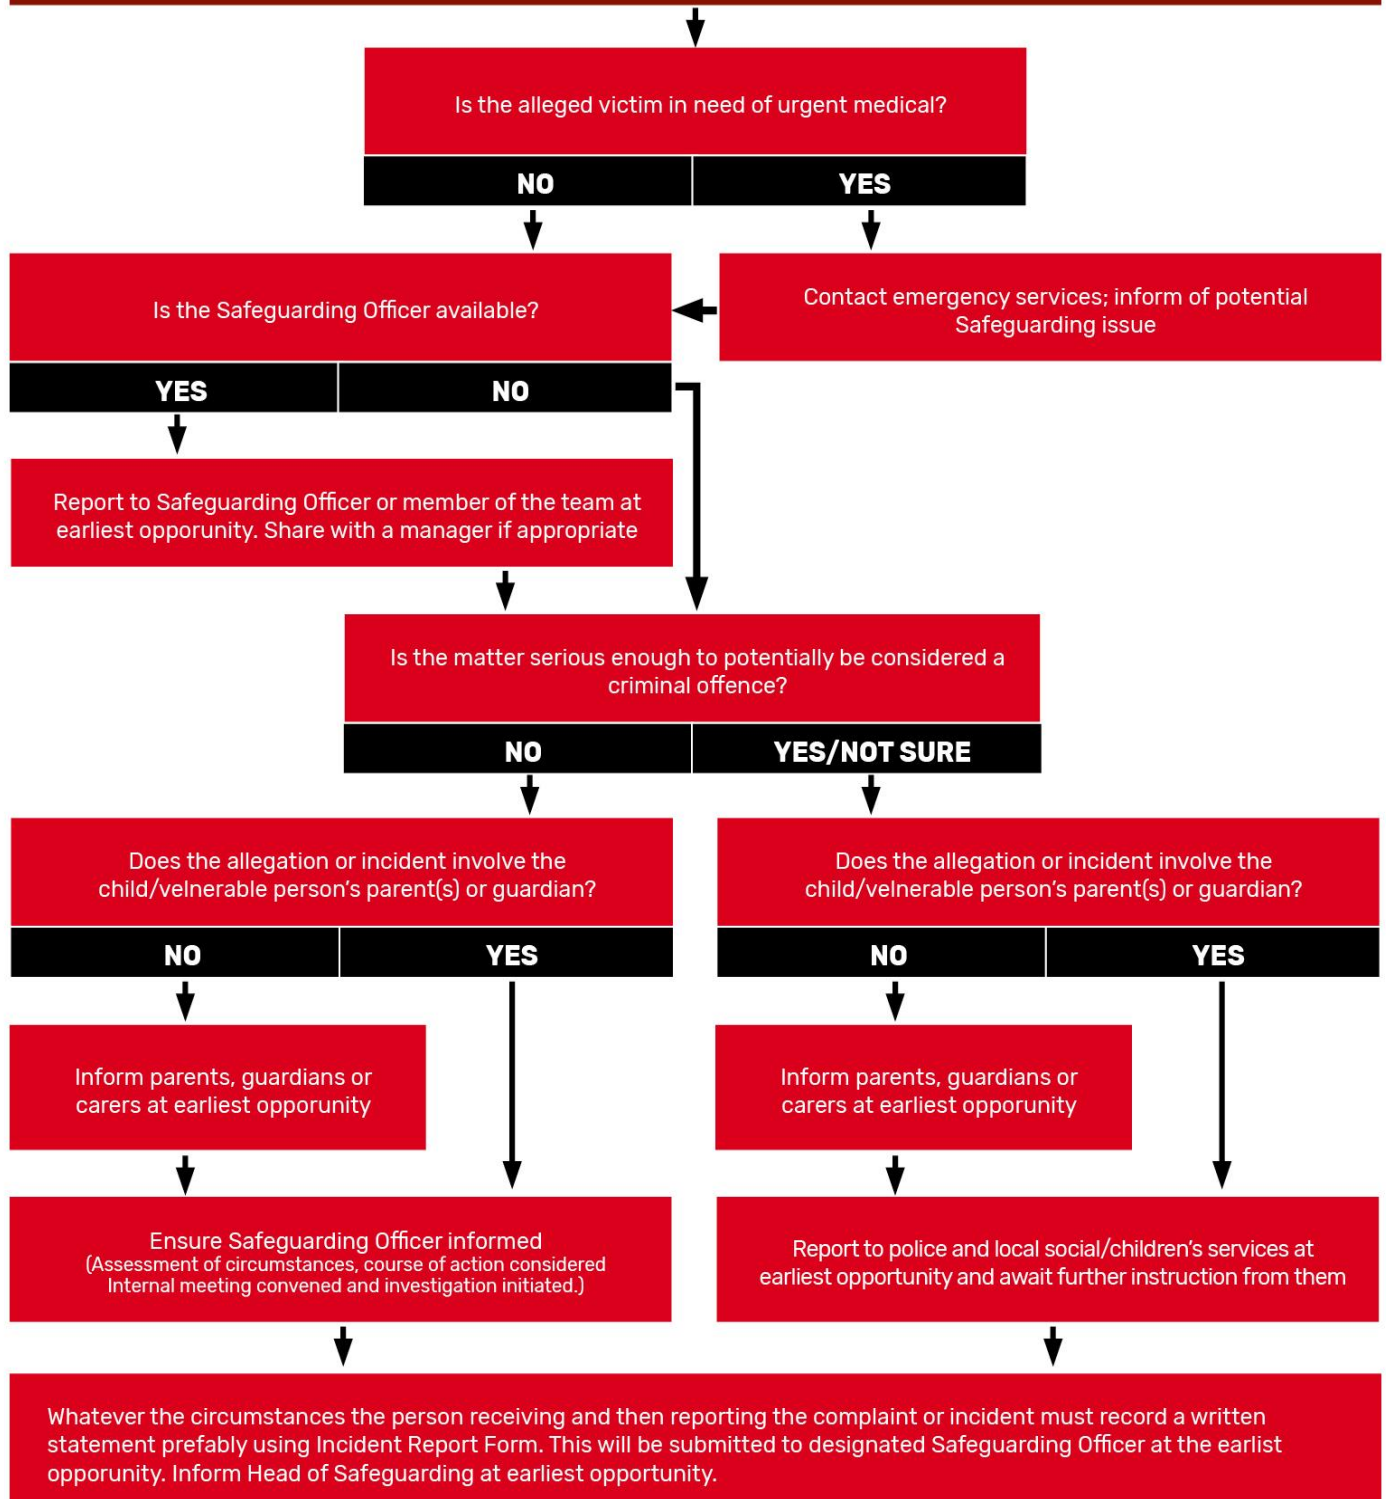 Is the alleged victim in need of urgent medical?
NO
YES
Is the Safeguarding Officer available?
Contact emergency services; inform of potential
Safeguarding issue
YES
NO
Report to Safeguarding Officer or member of the team at
earliest opporunity. Share with a manager if appropriate
Is the matter serious enough to potentially be considered a
criminal offence?
NO
YES/NOT SURE
Does the allegation or incident involve the
child/velnerable person's parent(s) or guardian?
NO
YES
Does the allegation or incident involve the
child/velnerable person's parent(s) or guardian?
NO
YES
Inform parents, guardians or
carers at earliest opporunity
Inform parents, guardians or
carers at earliest opporunity
Ensure Safeguarding Officer informed
(Assessment of circumstances, course of action considered
Internal meeting convened and investigation initiated.)
Report to police and local social/children's services at
earliest opportunity and await further instruction from them
Whatever the circumstances the person receiving and then reporting the complaint or incident must record a written
statement prefably using Incident Report Form. This will be submitted to designated Safeguarding Officer at the earlist
opporunity. Inform Head of Safeguarding at earliest opportunity.